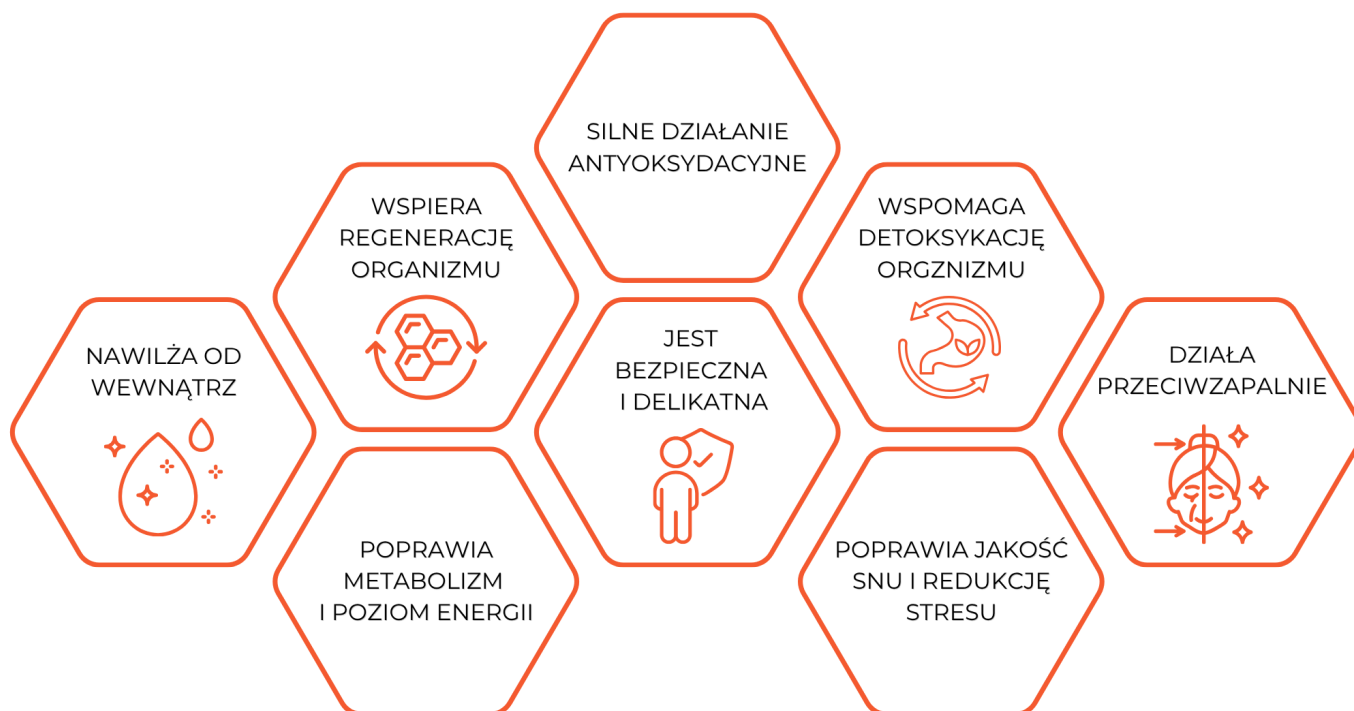 SILNE DZIAŁANIE
ANTYOKSYDACYJNE
WSPIERA
REGENERACJĘ
ORGANIZMU
WSPOMAGA
DETOKSYKACJĘ
ORGZNIZMU
NAWILŻA OD
WEWNĄTRZ
JEST
BEZPIECZNA
I DELIKATNA
DZIAŁA
PRZECIWZAPALNIE
POPRAWIA
METABOLIZM
I POZIOM ENERGII
POPRAWIA JAKOŚĆ
SNU I REDUKCJĘ
STRESU